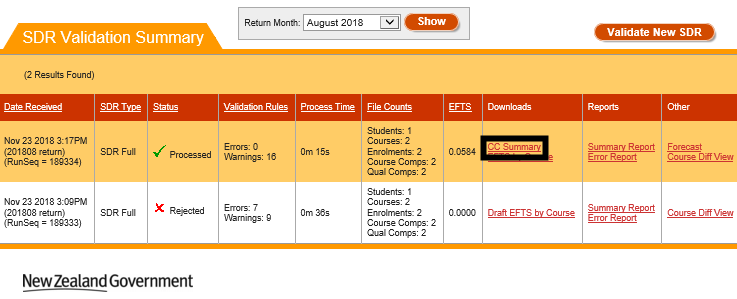 Return Month: August 2018 Show
SDR Validation Summary
Validate New SDR
(2 Results Found)
Date Received SDR Type Status Validation Rules Process Time File Counts EFTS Downloads Reports Other
Nov 23 2018 3:17PM
(201808 return)
(RunSeq = 189334)
SDR Full
Processed
Errors: 0
Warnings: 16
0m 15s
Students: 1
Courses: 2
Enrolments: 2
Course Comps: 2
Qual Comps: 2
0.0584
CC Summary
EFTS by Course
Summary Report
Error Report
Forecast
Course Diff View
Nov 23 2018 3:09PM
(201808 return)
(RunSeq = 189333)
SDR Full
Rejected
Errors: 7
Warnings: 9
0m 36s
Students: 1
Courses: 2
Enrolments: 2
Course Comps: 2
Qual Comps: 2
0.0000
Draft EFTS by Course
Summary Report
Error Report
Course Diff View
New Zealand Government